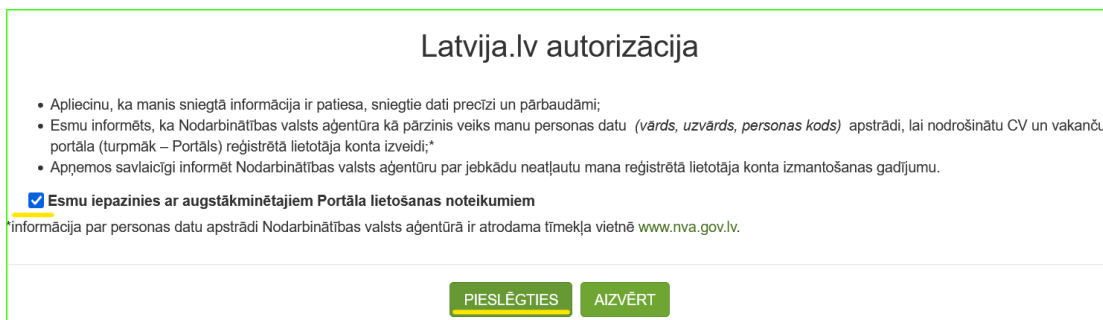 Latvija.lv autorizācija
• Apliecinu, ka manis sniegtā informācija ir patiesa, sniegtie dati precīzi un pārbaudāmi;
• Esmu informēts, ka Nodarbinātības valsts aģentūra kā pārzinis veiks manu personas datu (vārds, uzvārds, personas kods) apstrādi, lai nodrošinātu CV un vakanču
portāla (turpmāk – Portāls) reģistrētā lietotāja konta izveidi;*
• Apņemos savlaicīgi informēt Nodarbinātības valsts aģentūru par jebkādu neatļautu mana reģistrētā lietotāja konta izmantošanas gadījumu.
Esmu iepazinies ar augstākminētajiem Portāla lietošanas noteikumiem
*informācija par personas datu apstrādi Nodarbinātības valsts aģentūrā ir atrodama tīmekļa vietnē www.nva.gov.lv.
PIESLĒGTIES AIZVĒRT